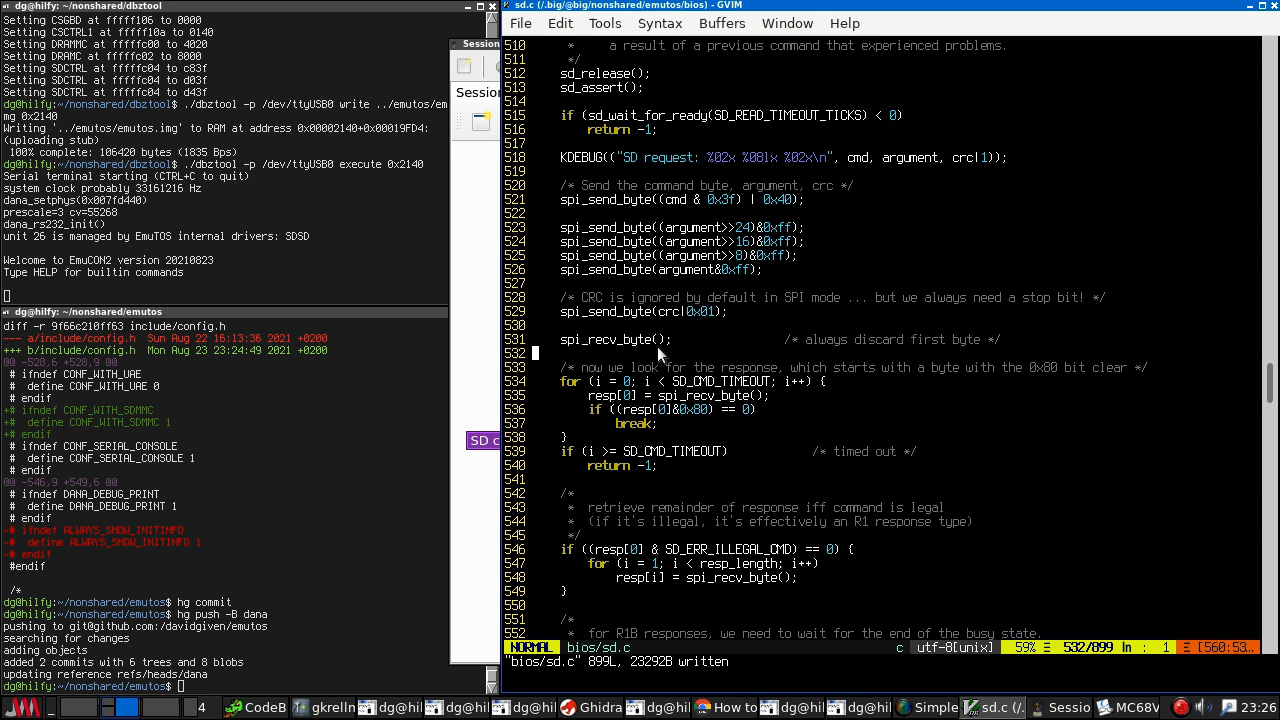 dg@hilfy: ~/nonshared/dbztool
Setting CSGBD at fffff106 to 0000
Setting CSCTRL1 at fffff10a to 0140
Setting DRAMMC at fffffc00 to 4020
Setting DRAMC at fffffc02 to 8000
Setting SDCTRL at fffffc04 to c83f
Setting SDCTRL at fffffc04 to d03f
Setting SDCTRL at fffffc04 to d43f
dg@hilfy:~/nonshared/dbztool$ ./dbztool -p /dev/ttyUSB0 write ../emutos/em
mg 0x2140
Writing '../emutos/emutos.img' to RAM at address 0x00002140+0x00019FD4:
(uploading stub)
100% complete: 106420 bytes (1835 Bps)
dg@hilfy:~/nonshared/dbztool$ ./dbztool -p /dev/ttyUSB0 execute 0x2140
Serial terminal starting (CTRL+C to quit)
system clock probably 33161216 Hz
dana_setphys(0x007fd440)
prescale=3 cv=55268
dana_rs232_init()
unit 26 is managed by EmuTOS internal drivers: SDSD
Welcome to EmuCON2 version 20210823
Type HELP for builtin commands
dg@hilfy: ~/nonshared/emutos
diff -r 9f66c210ff63 include/config.h
--- a/include/config.h  Sun Aug 22 16:13:36 2021 +0200
+++ b/include/config.h  Mon Aug 23 23:24:49 2021 +0200
@@ -528,6 +528,9 @@
# ifndef CONF_WITH_UAE
#  define CONF_WITH_UAE 0
# endif
+# ifndef CONF_WITH_SDMMC
+#  define CONF_WITH_SDMMC 1
+# endif
# ifndef CONF_SERIAL_CONSOLE
#  define CONF_SERIAL_CONSOLE 1
# endif
@@ -546,9 +549,6 @@
# ifndef DANA_DEBUG_PRINT
#  define DANA_DEBUG_PRINT 1
# endif
-# ifndef ALWAYS_SHOW_INITINFO
-#  define ALWAYS_SHOW_INITINFO 1
-# endif
#endif
/*
dg@hilfy:~/nonshared/emutos$ hg commit
dg@hilfy:~/nonshared/emutos$ hg push -B dana
pushing to git@github.com:/davidgiven/emutos
searching for changes
adding objects
added 2 commits with 6 trees and 8 blobs
adding reference refs/heads/dana
dg@hilfy:~/nonshared/emutos$
Session
Session
SD c
sd.c (/.big/@big/nonshared/emutos/bios) - GVIM
File Edit Tools Syntax Buffers Window Help
510      *     a result of a previous command that experienced problems.
511      */
512     sd_release();
513     sd_assert();
514
515     if (sd_wait_for_ready(SD_READ_TIMEOUT_TICKS) < 0)
516         return -1;
517
518     KDEBUG(("SD request: %02x %08lx %02x\n", cmd, argument, crc|1));
519
520     /* Send the command byte, argument, crc */
521     spi_send_byte((cmd & 0x3f) | 0x40);
522
523     spi_send_byte((argument>>24)&0xff);
524     spi_send_byte((argument>>16)&0xff);
525     spi_send_byte((argument>>8)&0xff);
526     spi_send_byte(argument&0xff);
527
528     /* CRC is ignored by default in SPI mode ... but we always need a stop bit! */
529     spi_send_byte(crc|0x01);
530
531     spi_recv_byte();                /* always discard first byte */
532
533     /* now we look for the response, which starts with a byte with the 0x80 bit clear */
534     for (i = 0; i < SD_CMD_TIMEOUT; i++) {
535         resp[0] = spi_recv_byte();
536         if ((resp[0]&0x80) == 0)
537             break;
538     }
539     if (i >= SD_CMD_TIMEOUT)            /* timed out */
540         return -1;
541
542     /*
543      *  retrieve remainder of response iff command is legal
544      *  (if it's illegal, it's effectively an R1 response type)
545      */
546     if ((resp[0] & SD_ERR_ILLEGAL_CMD) == 0) {
547         for (i = 1; i < resp_length; i++)
548             resp[i] = spi_recv_byte();
549     }
550
551     /*
552      *  for R1B responses, we need to wait for the end of the busy state.
NORMAL bios/sd.c c utf-8[unix] 59% 532/899 ln : 1 [560:53…
"bios/sd.c" 899L, 23292B written
4 CodeB gkrelln dg@hil dg@hil dg@hil Ghidra dg@hil How to dg@hil dg@hil Simple sd.c (/. Sessio MC68V 23:26